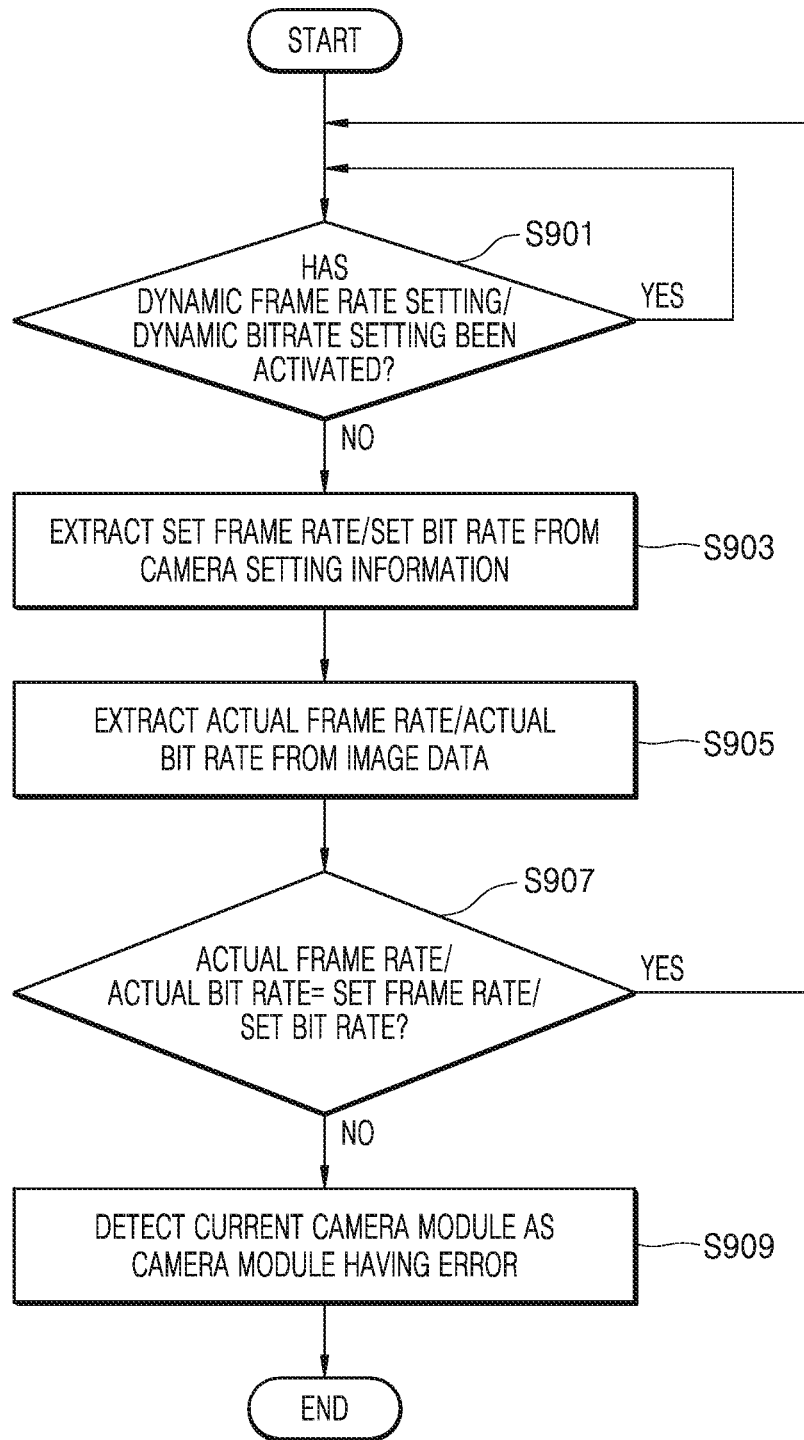 START
S901
HAS
DYNAMIC FRAME RATE SETTING/
DYNAMIC BITRATE SETTING BEEN
ACTIVATED?
YES
NO
EXTRACT SET FRAME RATE/SET BIT RATE FROM
CAMERA SETTING INFORMATION
S903
EXTRACT ACTUAL FRAME RATE/ACTUAL
BIT RATE FROM IMAGE DATA
S905
S907
ACTUAL FRAME RATE/
ACTUAL BIT RATE= SET FRAME RATE/
SET BIT RATE?
YES
NO
DETECT CURRENT CAMERA MODULE AS
CAMERA MODULE HAVING ERROR
S909
END